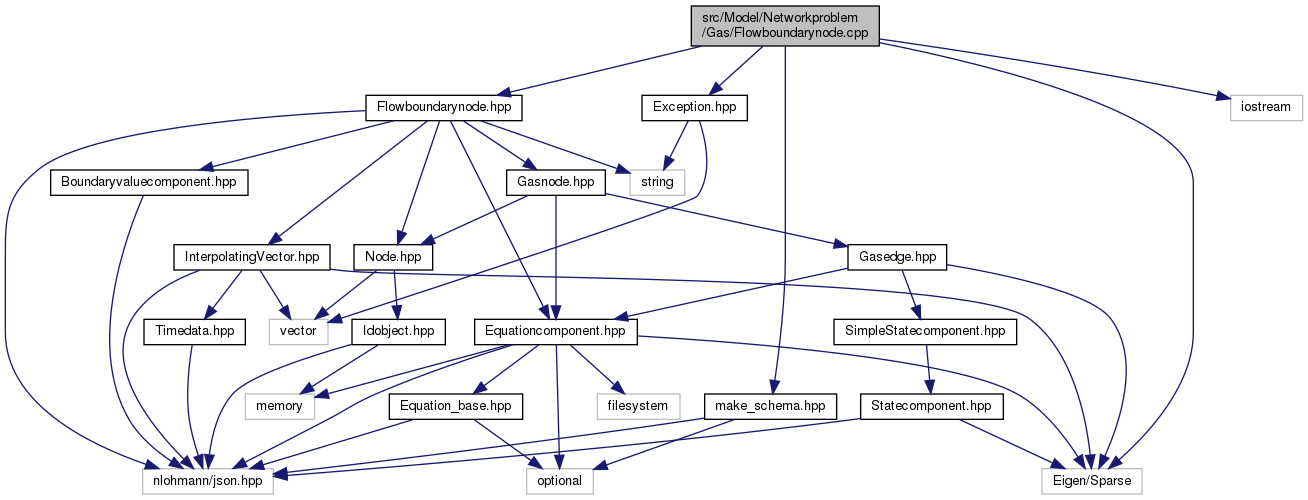 src/Model/Networkproblem
/Gas/Flowboundarynode.cpp
Flowboundarynode.hpp
Exception.hpp
iostream
Boundaryvaluecomponent.hpp
Gasnode.hpp
string
InterpolatingVector.hpp
Node.hpp
Gasedge.hpp
Timedata.hpp
vector
Idobject.hpp
Equationcomponent.hpp
SimpleStatecomponent.hpp
memory
Equation_base.hpp
filesystem
make_schema.hpp
Statecomponent.hpp
nlohmann/json.hpp
optional
Eigen/Sparse